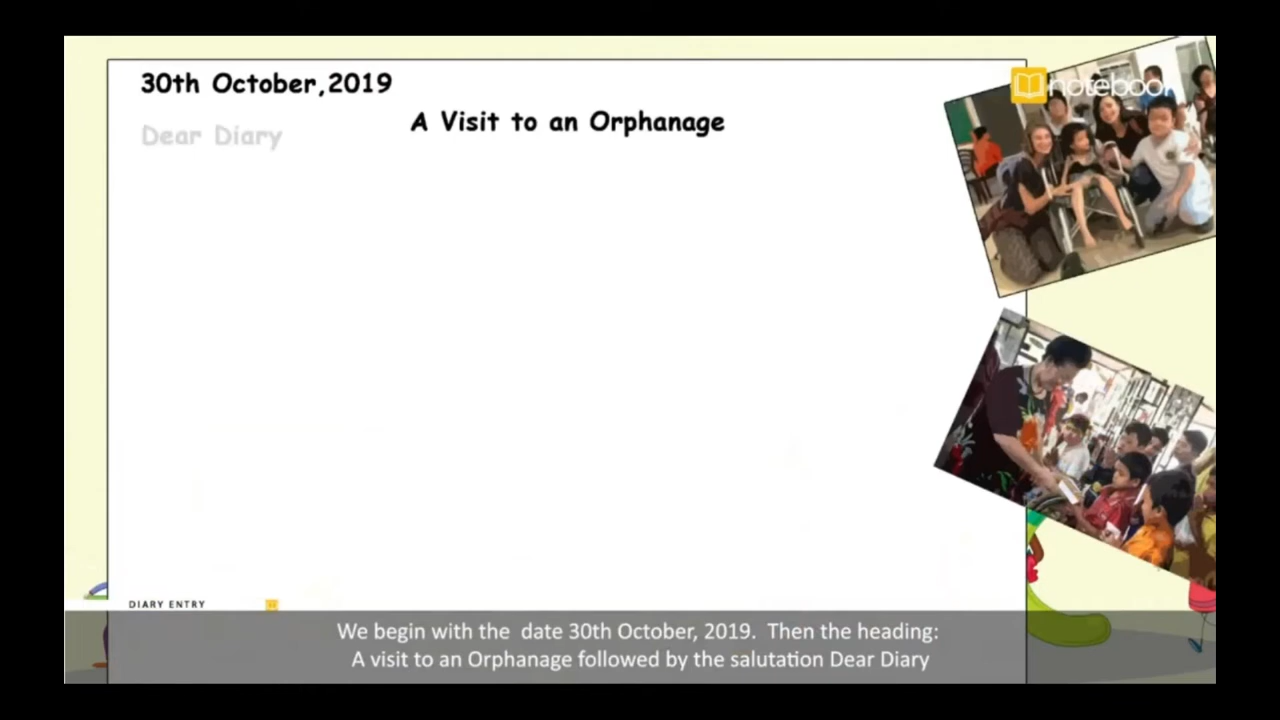 30th October,2019
notebook
A Visit to an Orphanage
Dear Diary
DIARY ENTRY
We begin with the date 30th October, 2019. Then the heading:
A visit to an Orphanage followed by the salutation Dear Diary